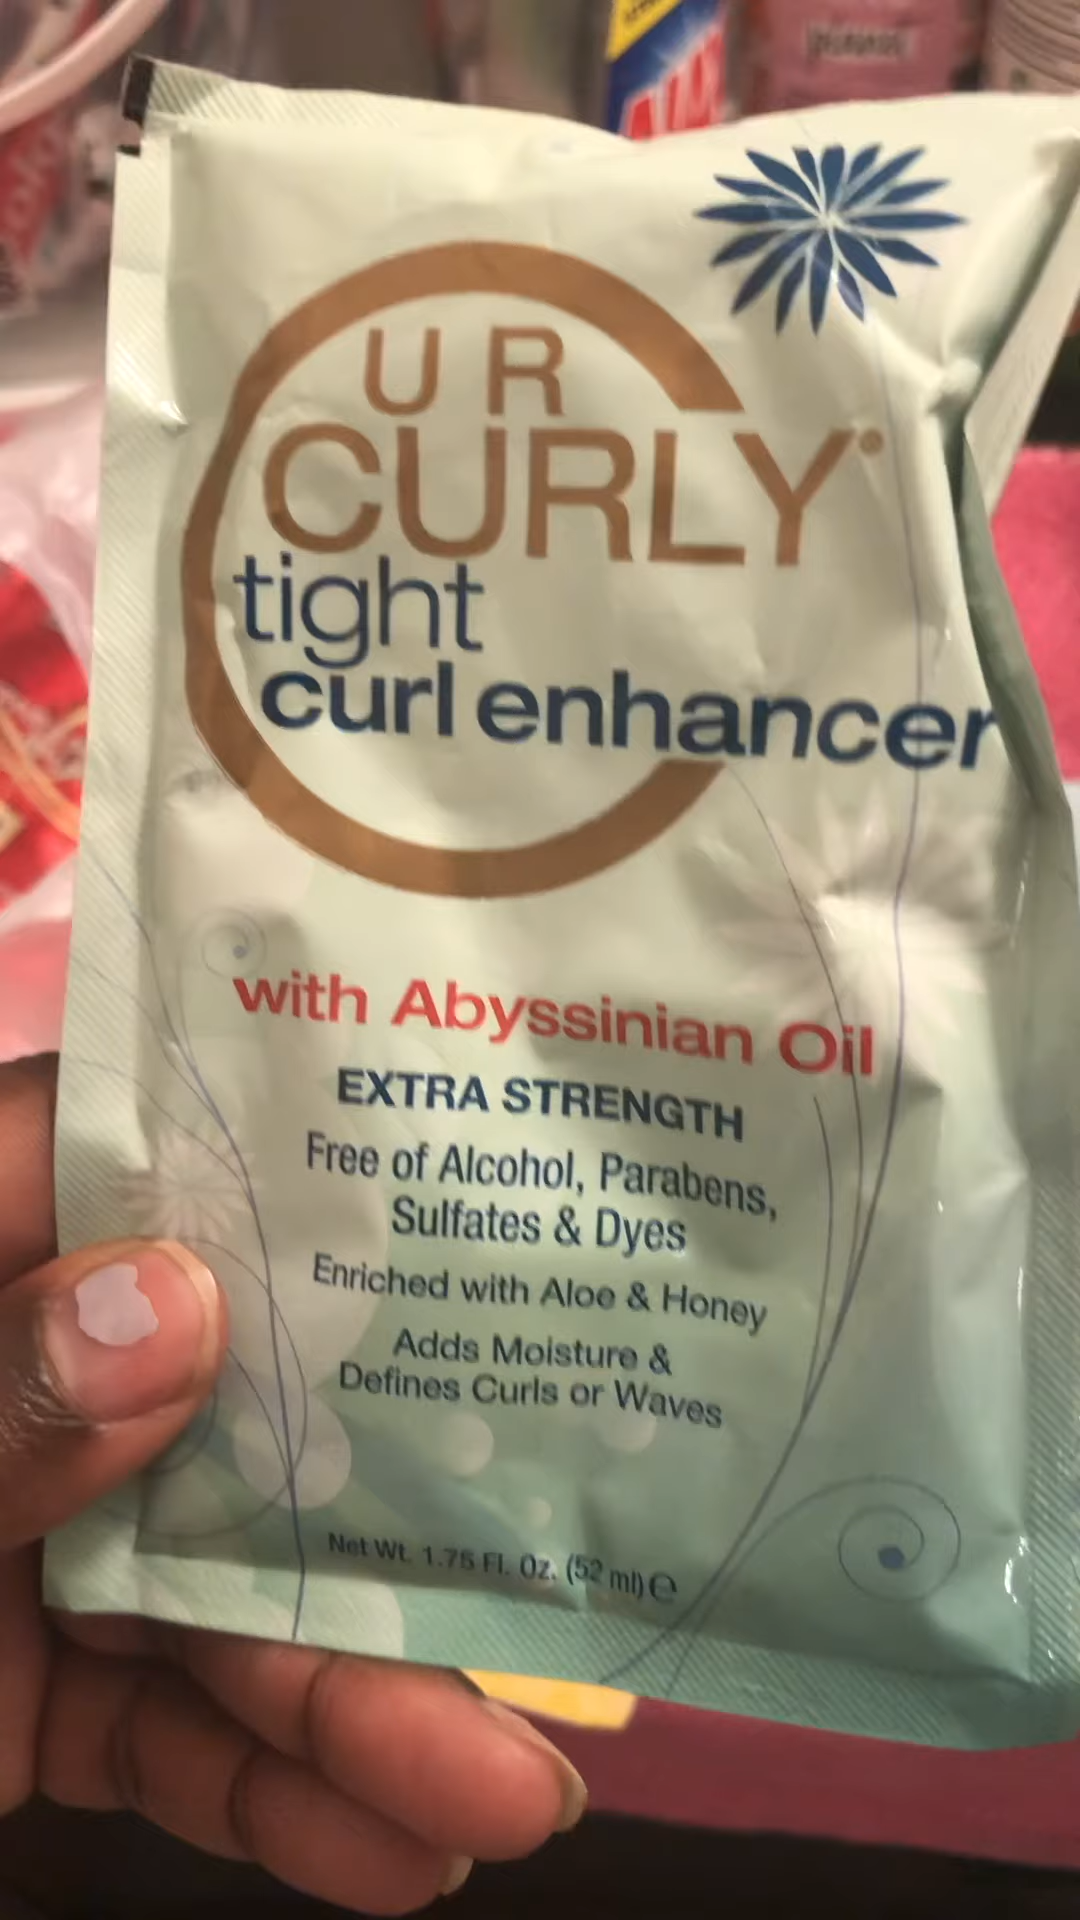 U R
CURLY
tight
curl enhancer
with Abyssinian Oil
EXTRA STRENGTH
Free of Alcohol, Parabens,
Sulfates & Dyes
Enriched with Aloe & Honey
Adds Moisture &
Defines Curls or Waves
Net Wt. 1.75 Fl. Oz. (52 ml) ℮